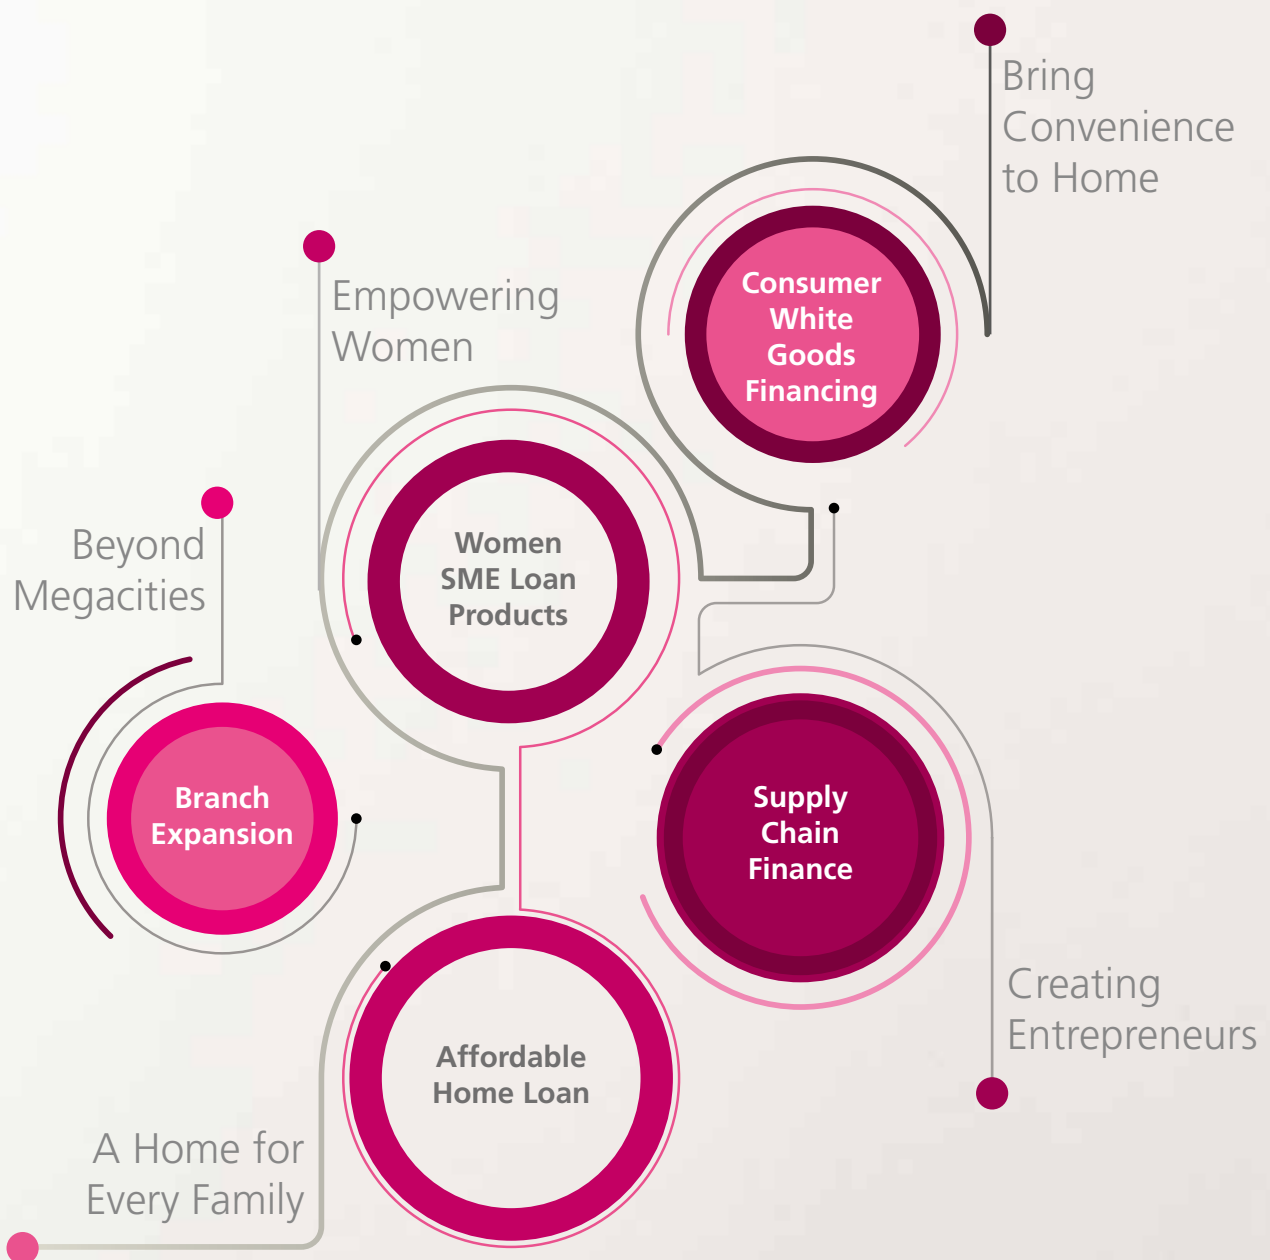 Bring
Convenience
to Home
Consumer
White
Goods
Financing
Empowering
Women
Women
SME Loan
Products
Beyond
Megacities
Branch
Expansion
Supply
Chain
Finance
Creating
Entrepreneurs
Affordable
Home Loan
A Home for
Every Family